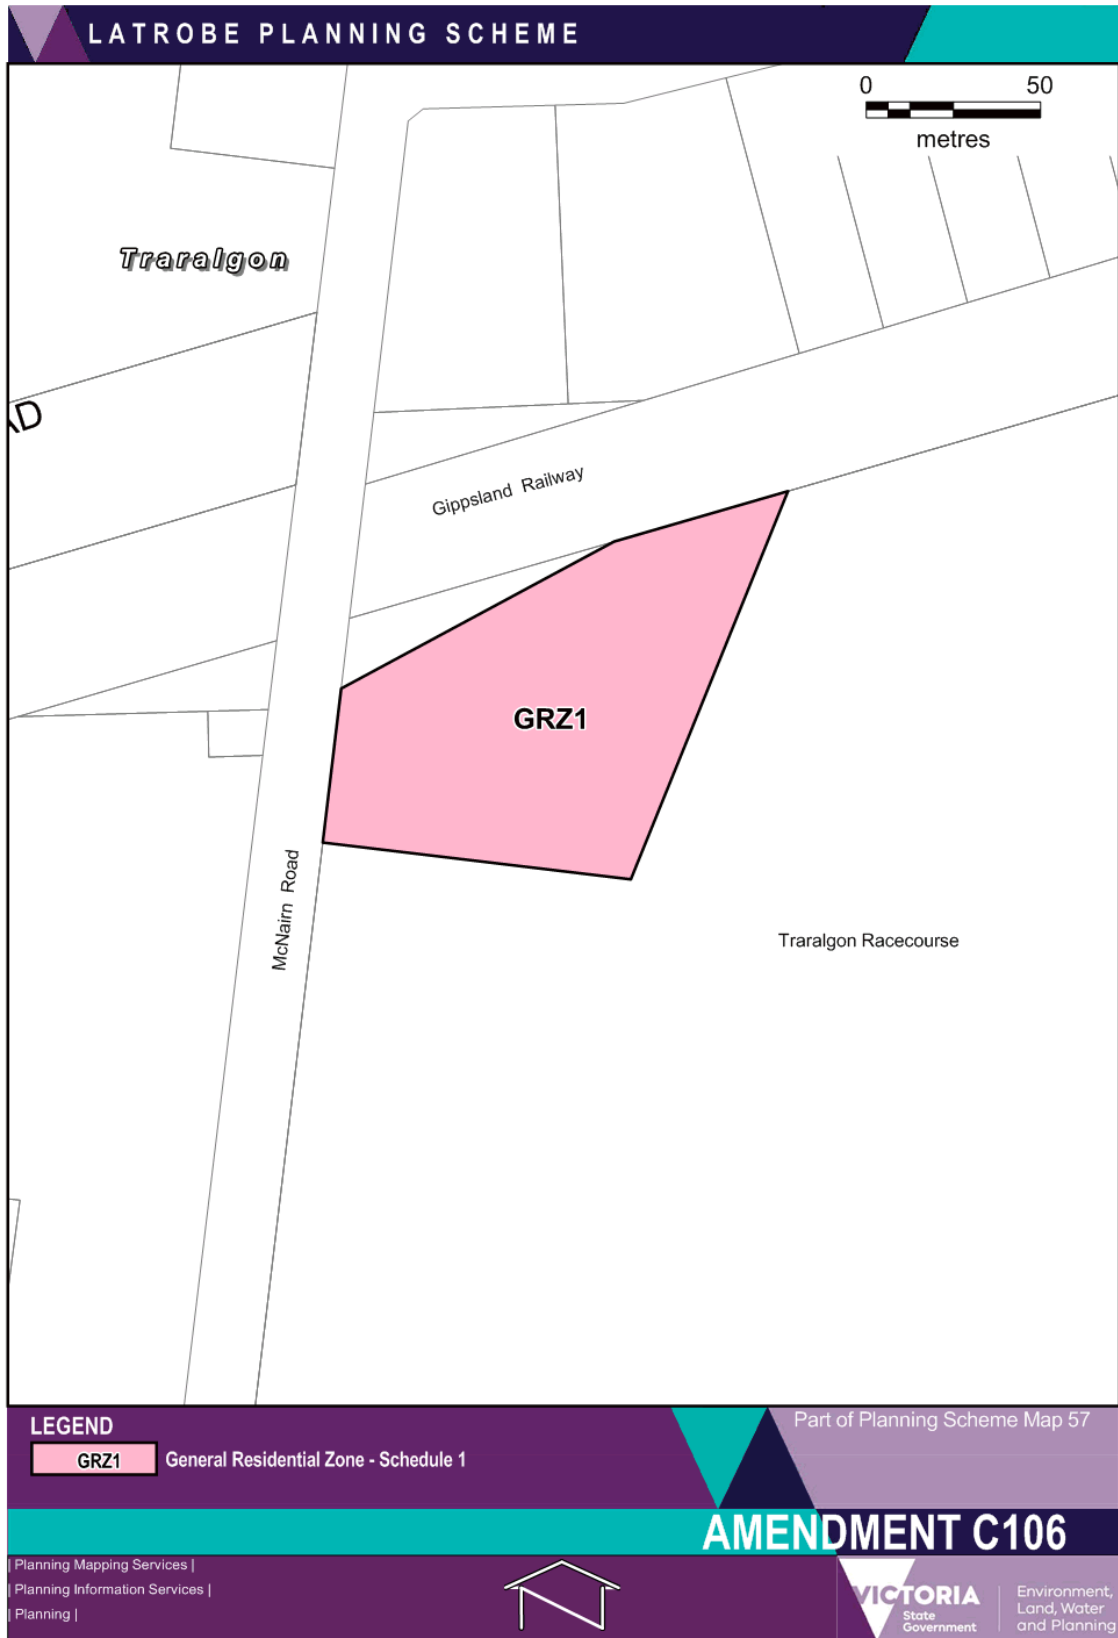 LATROBE PLANNING SCHEME
0 50
metres
Traralgon
AD
Gippsland Railway
GRZ1
McNairn Road
Traralgon Racecourse
LEGEND
GRZ1 General Residential Zone - Schedule 1
Part of Planning Scheme Map 57
AMENDMENT C106
| Planning Mapping Services |
| Planning Information Services |
| Planning |
N
VICTORIA
State
Government
Environment,
Land, Water
and Planning